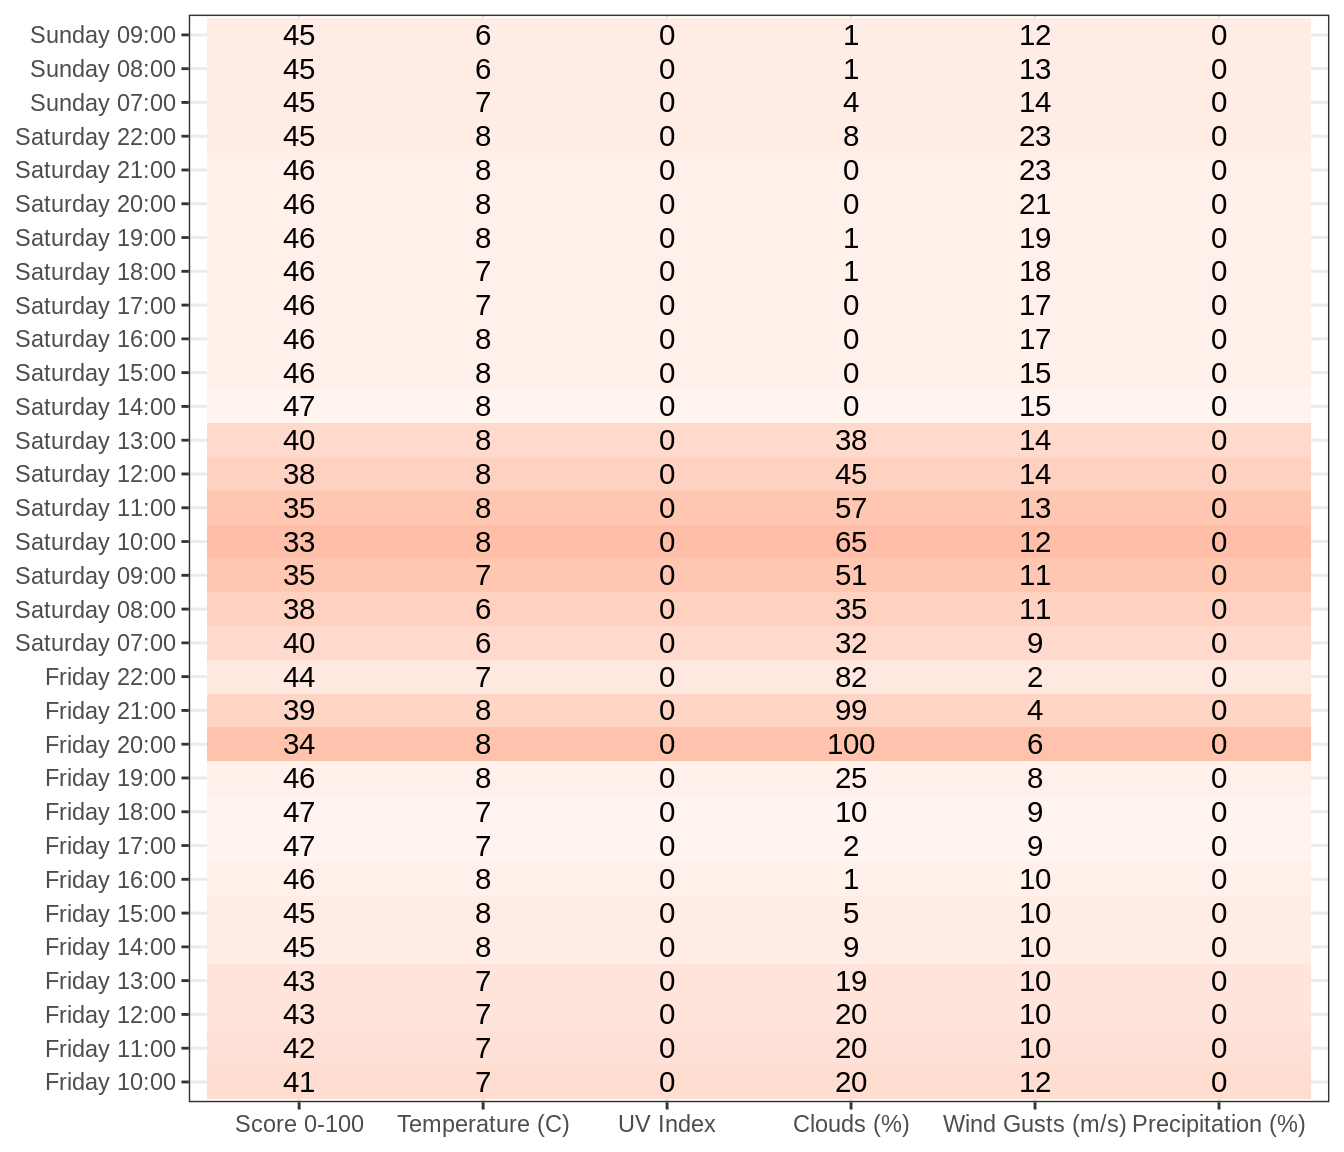 Sunday 09:00 45 6 0 1 12 0
Sunday 08:00 45 6 0 1 13 0
Sunday 07:00 45 7 0 4 14 0
Saturday 22:00 45 8 0 8 23 0
Saturday 21:00 46 8 0 0 23 0
Saturday 20:00 46 8 0 0 21 0
Saturday 19:00 46 8 0 1 19 0
Saturday 18:00 46 7 0 1 18 0
Saturday 17:00 46 7 0 0 17 0
Saturday 16:00 46 8 0 0 17 0
Saturday 15:00 46 8 0 0 15 0
Saturday 14:00 47 8 0 0 15 0
Saturday 13:00 40 8 0 38 14 0
Saturday 12:00 38 8 0 45 14 0
Saturday 11:00 35 8 0 57 13 0
Saturday 10:00 33 8 0 65 12 0
Saturday 09:00 35 7 0 51 11 0
Saturday 08:00 38 6 0 35 11 0
Saturday 07:00 40 6 0 32 9 0
Friday 22:00 44 7 0 82 2 0
Friday 21:00 39 8 0 99 4 0
Friday 20:00 34 8 0 100 6 0
Friday 19:00 46 8 0 25 8 0
Friday 18:00 47 7 0 10 9 0
Friday 17:00 47 7 0 2 9 0
Friday 16:00 46 8 0 1 10 0
Friday 15:00 45 8 0 5 10 0
Friday 14:00 45 8 0 9 10 0
Friday 13:00 43 7 0 19 10 0
Friday 12:00 43 7 0 20 10 0
Friday 11:00 42 7 0 20 10 0
Friday 10:00 41 7 0 20 12 0
Score 0-100 Temperature (C) UV Index Clouds (%) Wind Gusts (m/s) Precipitation (%)